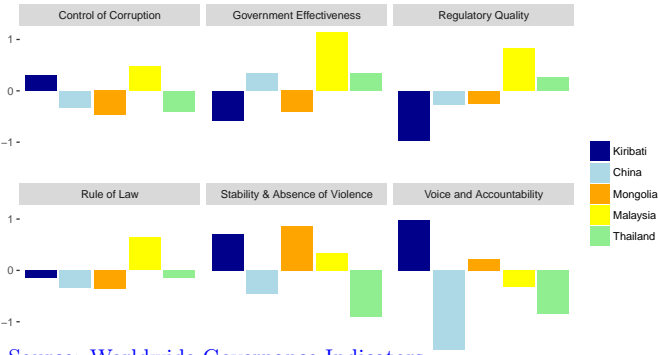 Control of Corruption
Government Effectiveness
Regulatory Quality
1
0
−1
Rule of Law
Stability & Absence of Violence
Voice and Accountability
1
0
−1
Kiribati
China
Mongolia
Malaysia
Thailand
Source: Worldwide Governance Indicators